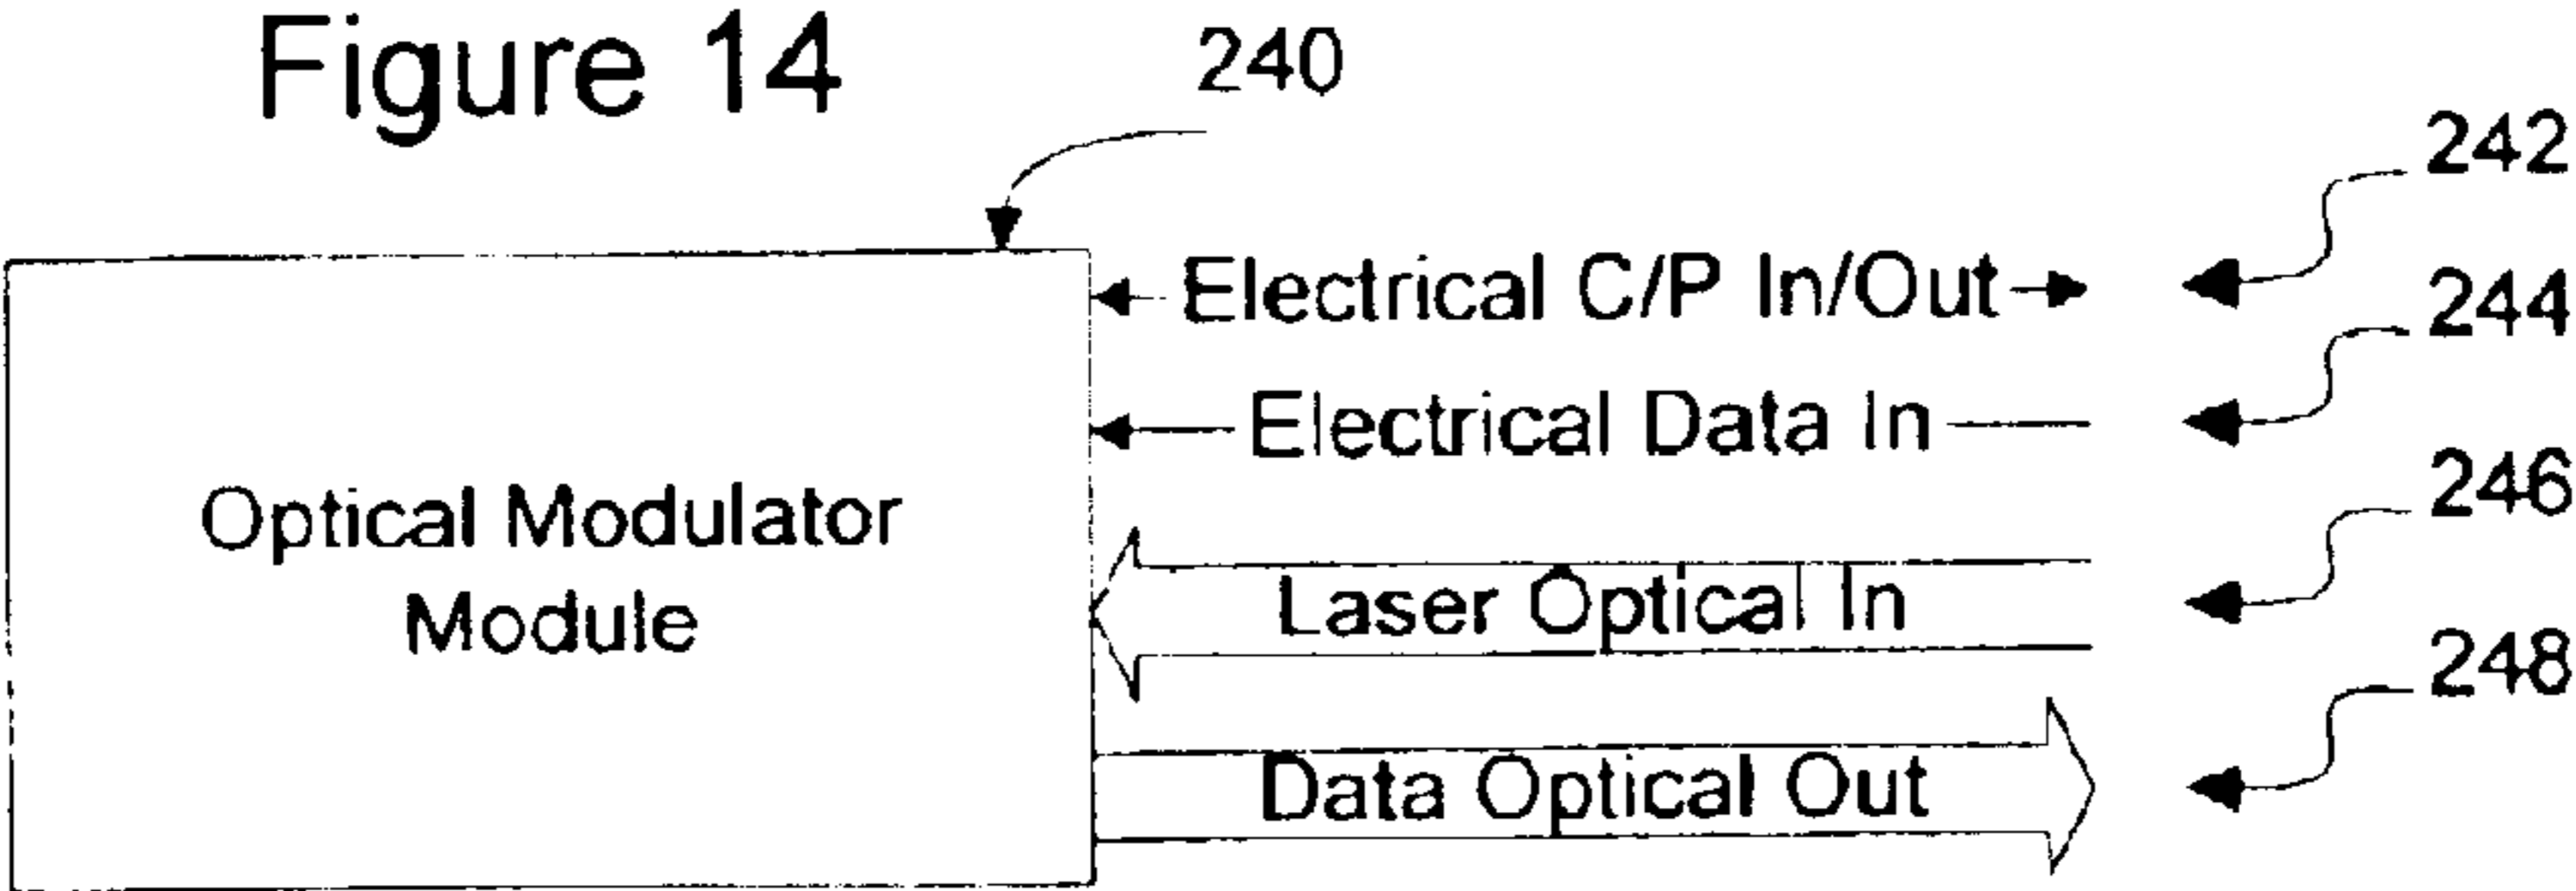 Figure 14
240
242
Electrical C/P In/Out
244
Electrical Data In
246
Optical Modulator
Module
Laser Optical In
248
Data Optical Out